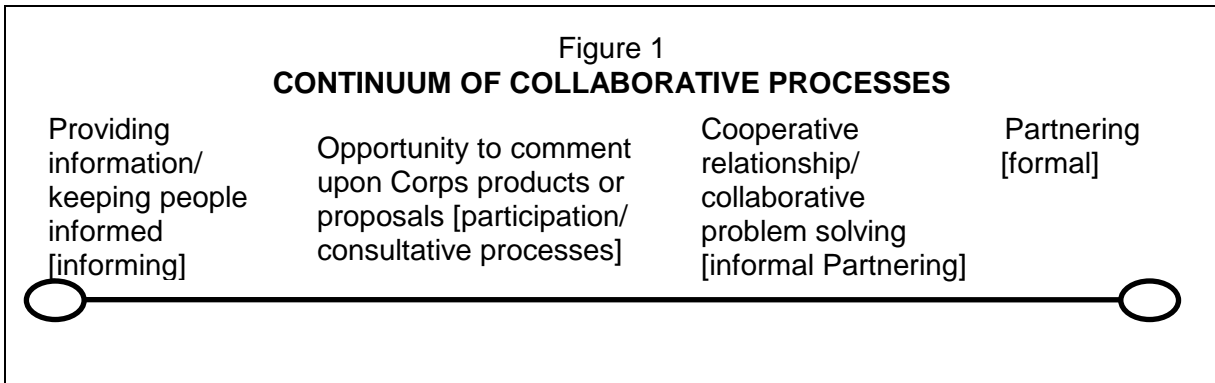 Figure 1
CONTINUUM OF COLLABORATIVE PROCESSES
Providing
information/
keeping people
informed
[informing]
Opportunity to comment
upon Corps products or
proposals [participation/
consultative processes]
Cooperative
relationship/
collaborative
problem solving
[informal Partnering]
Partnering
[formal]